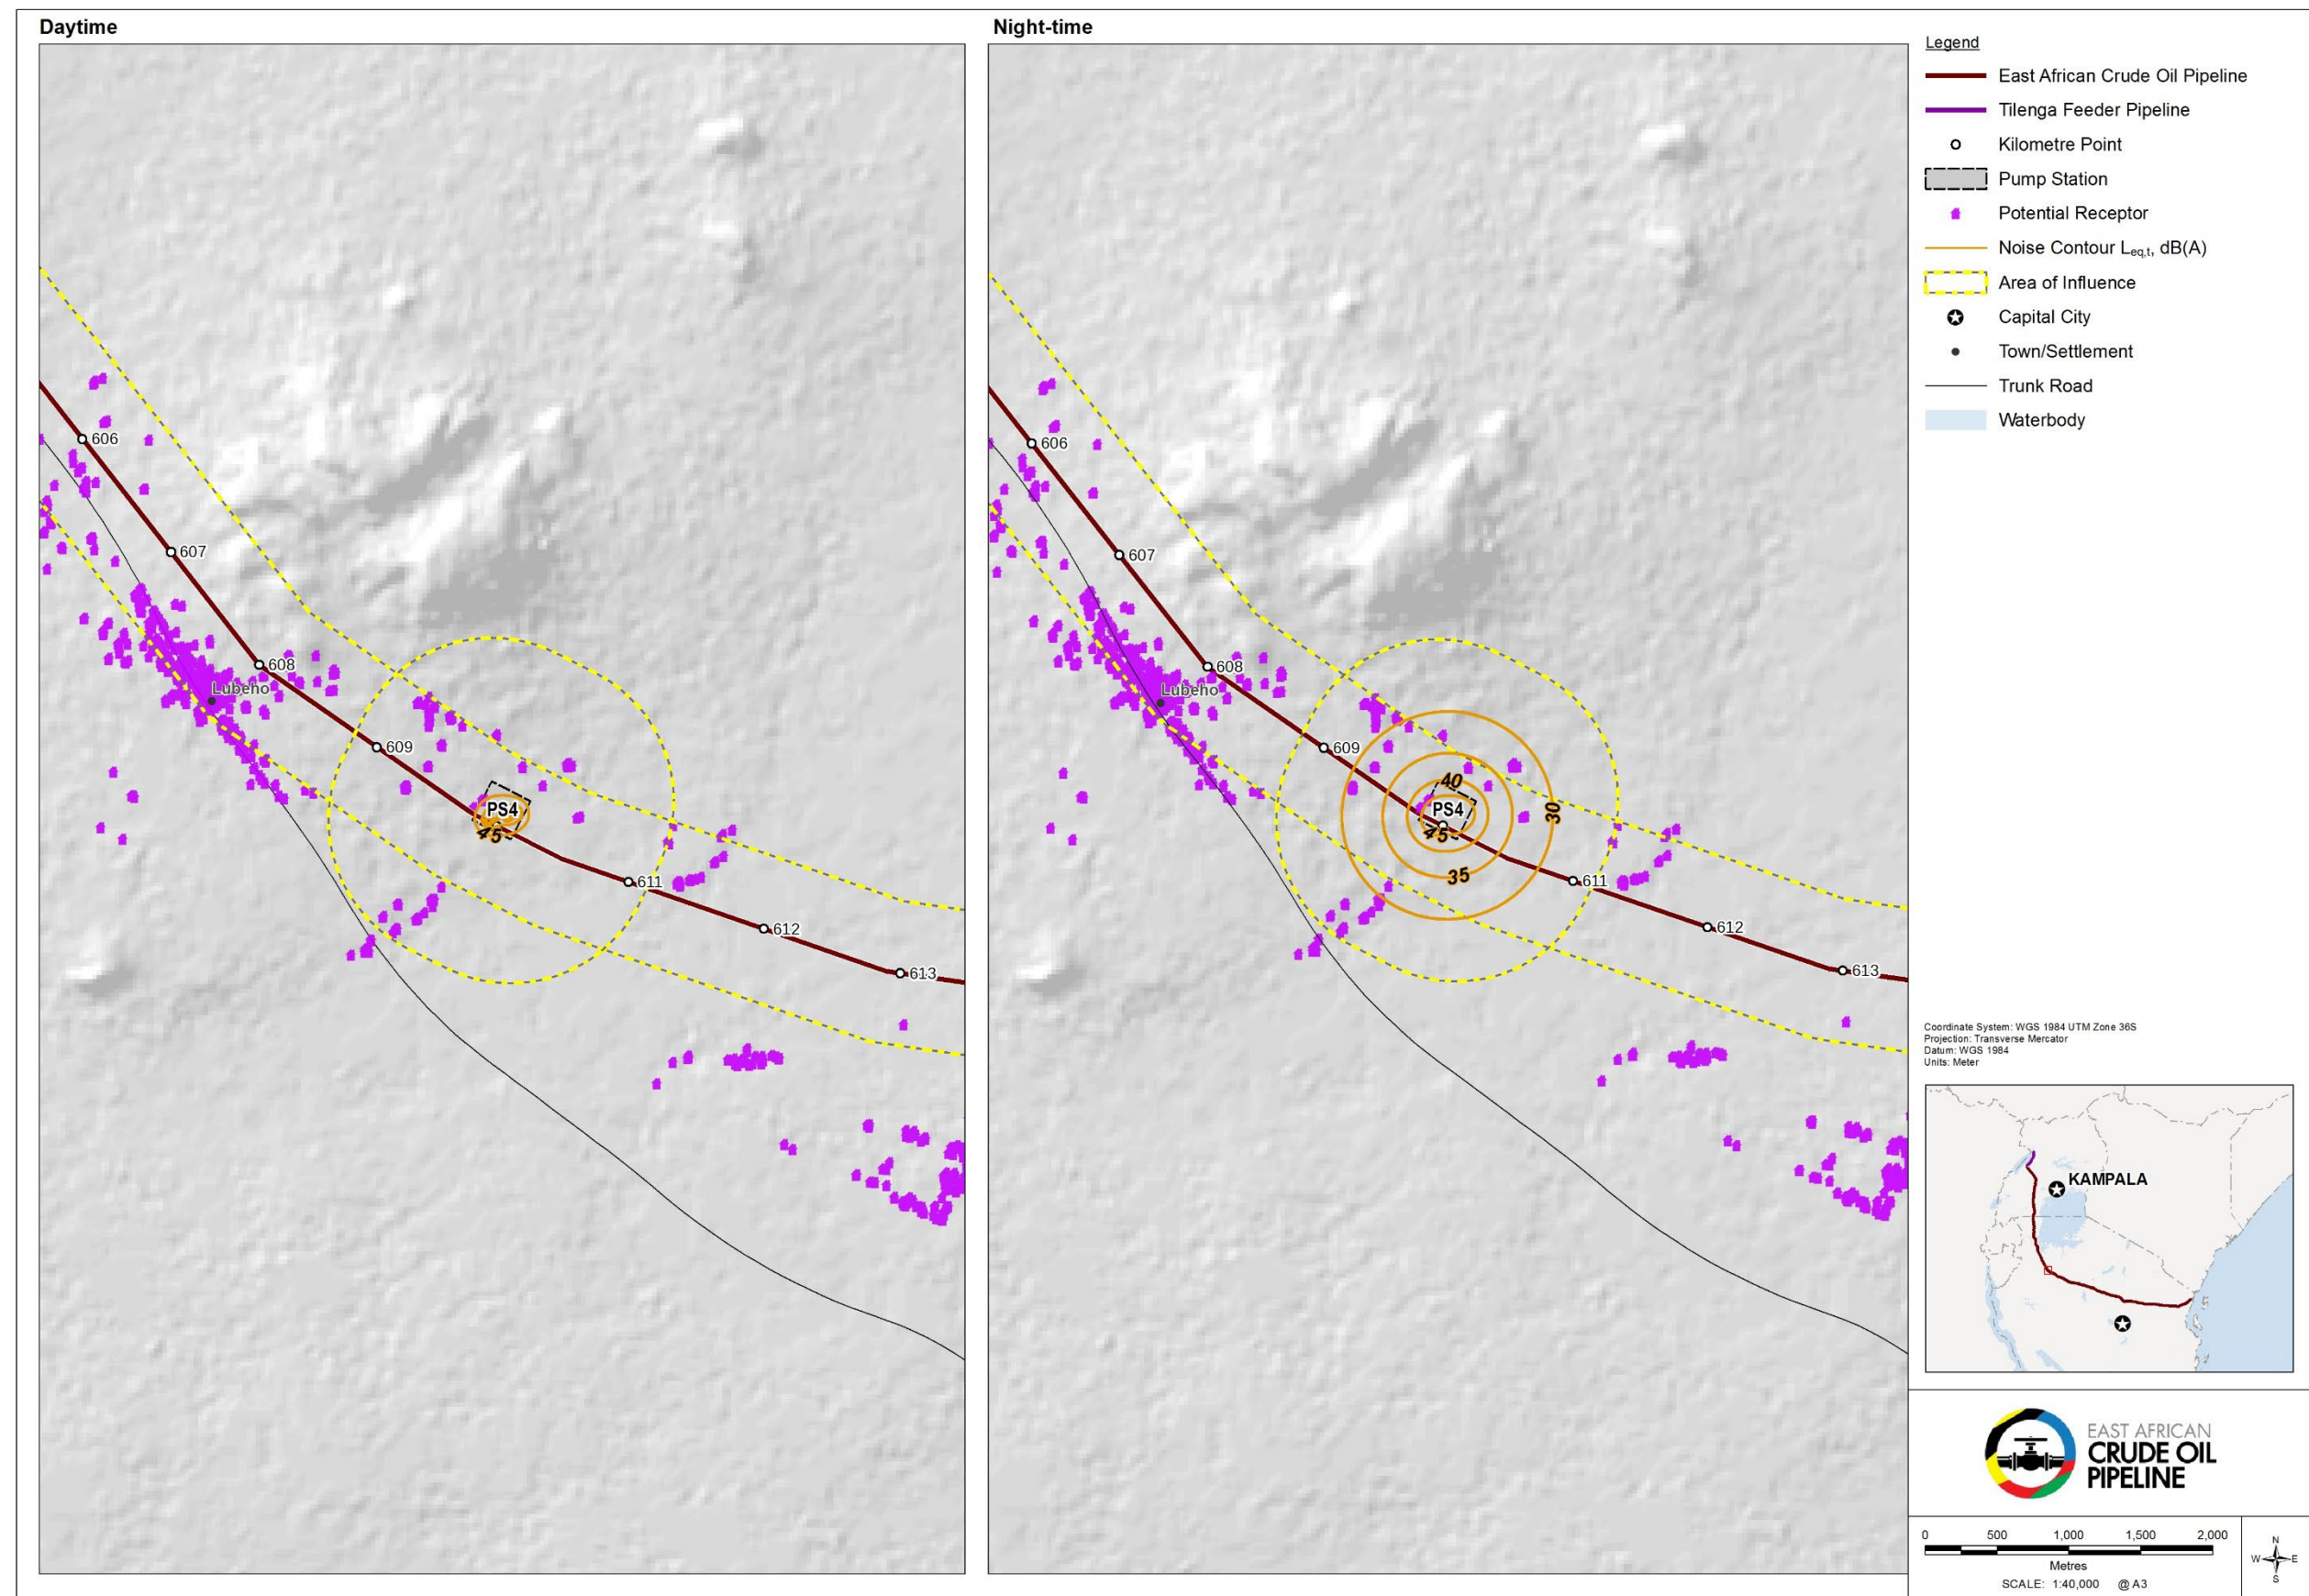 Daytime
606
607
608
Lubeho
609
PS4
45
611
612
613
Night-time
606
607
608
Lubeho
609
40
PS4
45
30
35
611
612
613
Legend
East African Crude Oil Pipeline
Tilenga Feeder Pipeline
Kilometre Point
Pump Station
Potential Receptor
Noise Contour Leq,t, dB(A)
Area of Influence
Capital City
Town/Settlement
Trunk Road
Waterbody
Coordinate System: WGS 1984 UTM Zone 36S
Projection: Transverse Mercator
Datum: WGS 1984
Units: Meter
KAMPALA
EAST AFRICAN
CRUDE OIL
PIPELINE
0 500 1,000 1,500 2,000
Metres
SCALE: 1:40,000 @ A3
N
W E
S